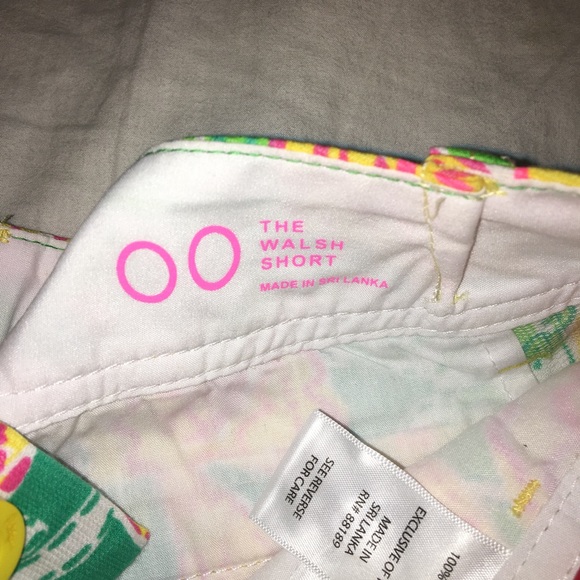 00
THE
WALSH
SHORT
MADE IN SRI LANKA
100%
EXCLUSIVE OF
MADE IN
SRI LANKA
RN# 88189
SEE REVERSE
FOR CARE